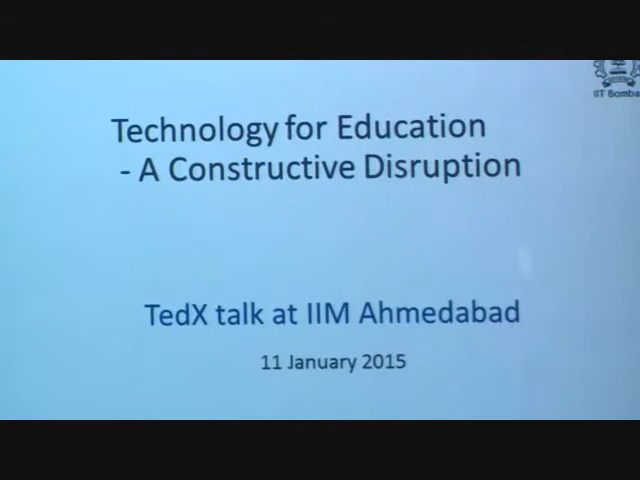 IIT Bomba
Technology for Education
- A Constructive Disruption
TedX talk at IIM Ahmedabad
11 January 2015